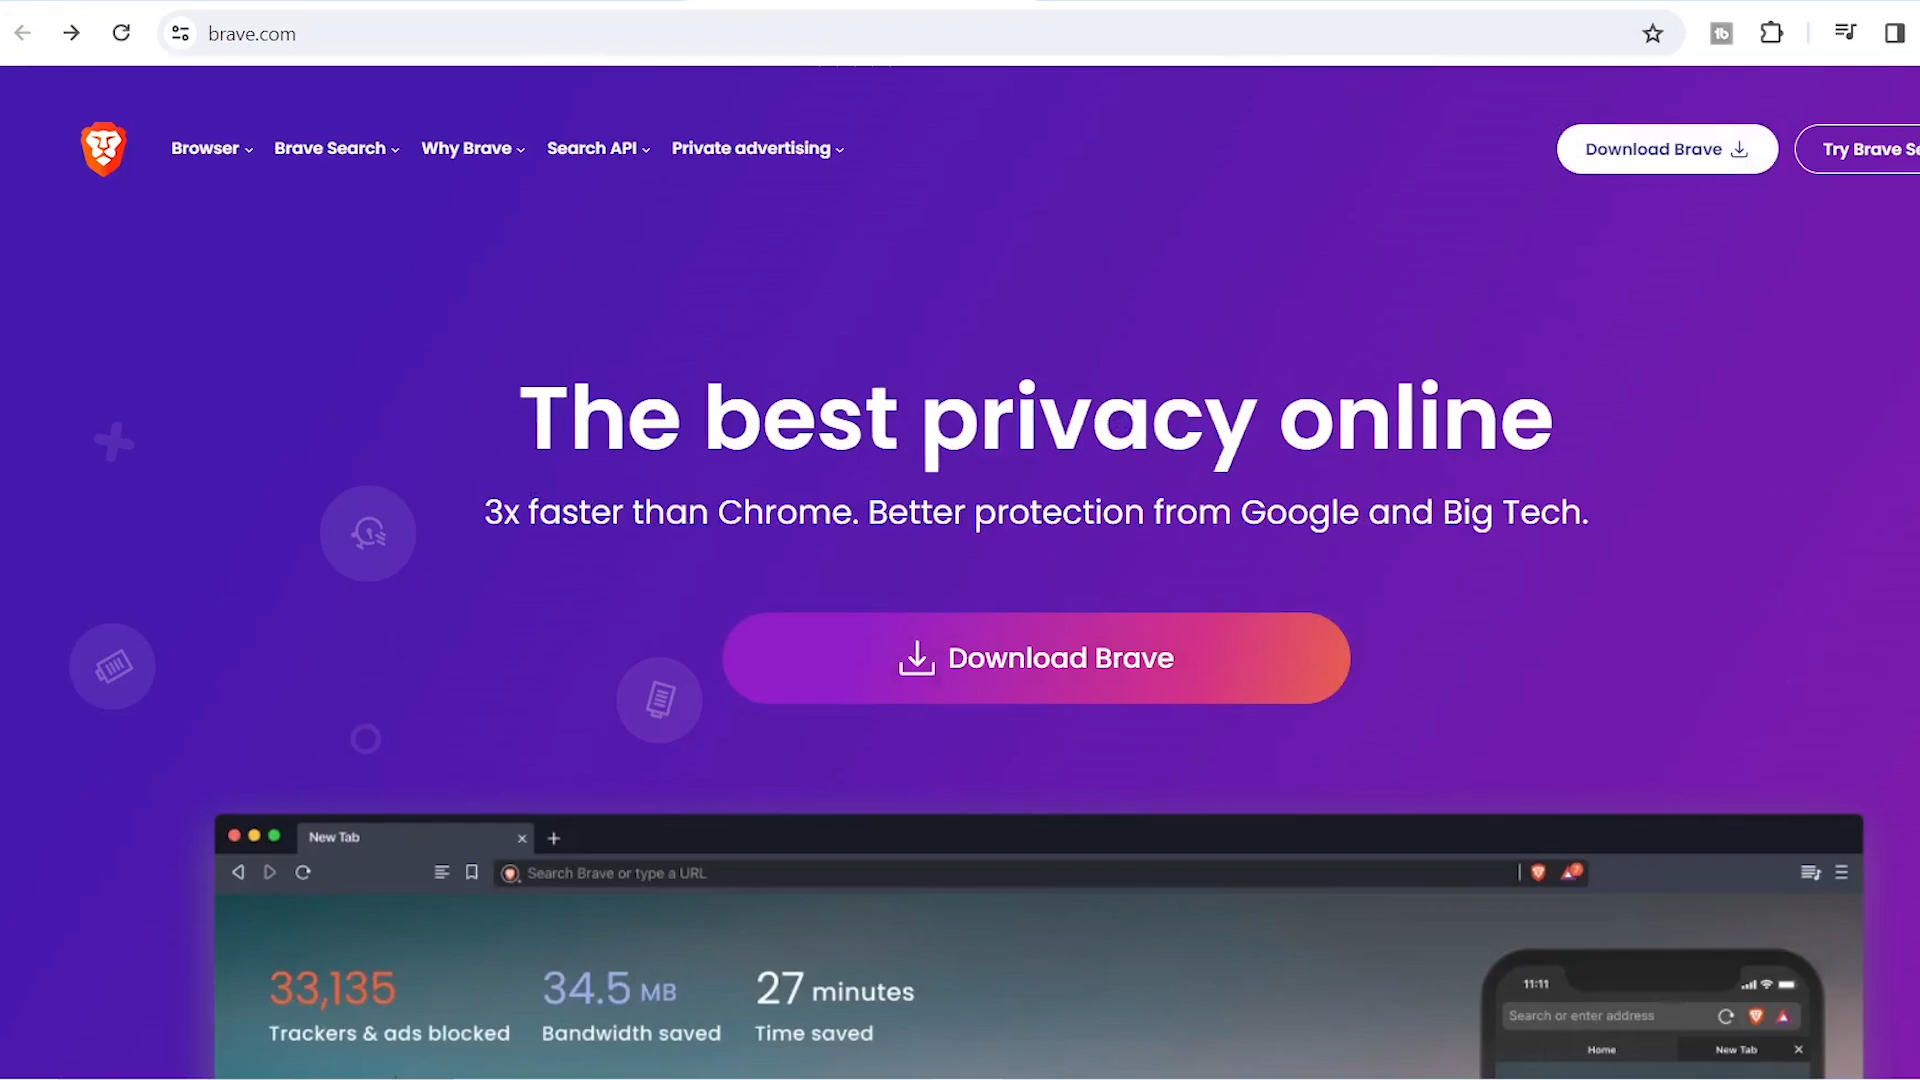 brave.com
Browser
Brave Search
Why Brave
Search API
Private advertising
Download Brave
Try Brave
The best privacy online
3x faster than Chrome. Better protection from Google and Big Tech.
Download Brave
New Tab
Search Brave or type a URL
33,135
Trackers & ads blocked
34.5 MB
Bandwidth saved
27 minutes
Time saved
11:11
Search or enter address
Home
New Tab